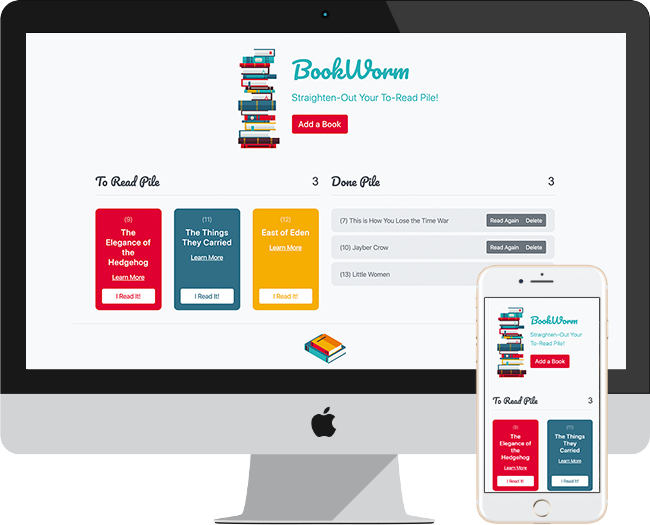 BookWorm
Straighten-Out Your To-Read Pile!
Add a Book
To Read Pile 3
(9)
The
Elegance of
the
Hedgehog
Learn More
I Read It!
(11)
The Things
They Carried
Learn More
I Read It!
(12)
East of Eden
Learn More
I Read It!
Done Pile 3
(7) This is How You Lose the Time War Read Again Delete
(10) Jayber Crow Read Again Delete
(13) Little Women
BookWorm
Straighten-Out Your
To-Read Pile!
Add a Book
To Read Pile 3
(9)
The
Elegance of
the
Hedgehog
Learn More
I Read It!
(11)
The Things
They
Carried
Learn More
I Read It!